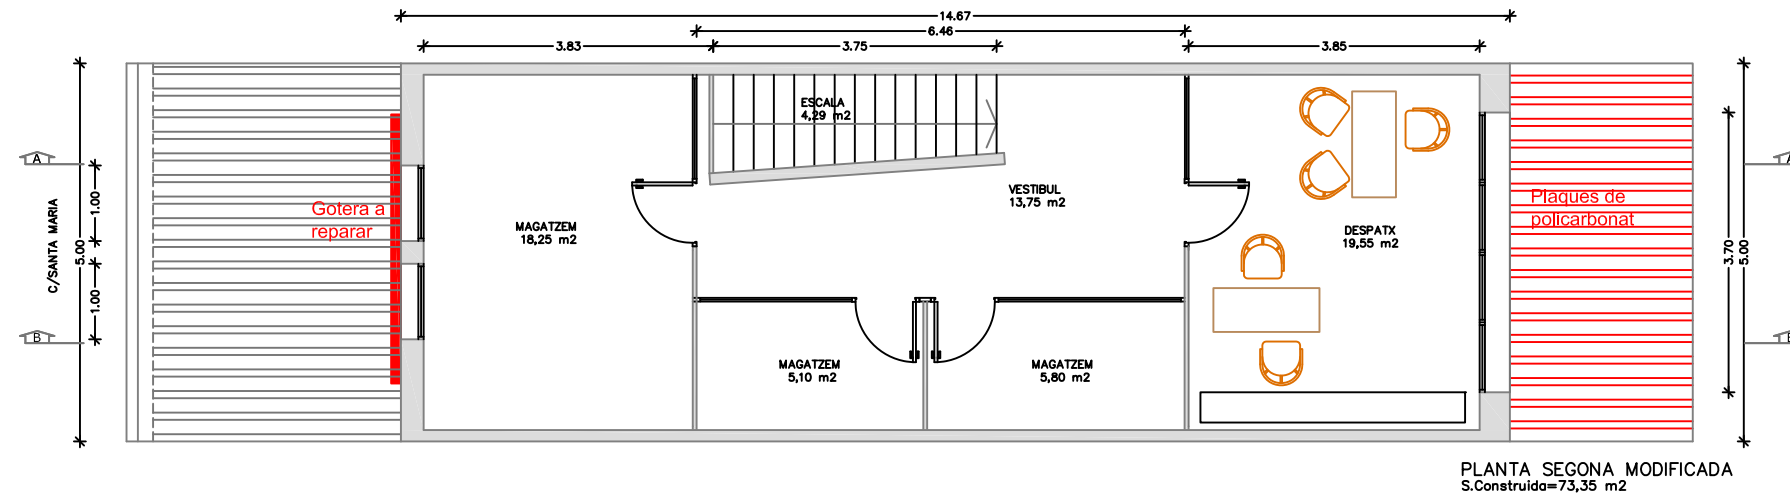 14.67
6.46
3.83
3.75
3.85
ESCALA
4,29 m2
A
A
C/SANTA MARIA
5.00
1.00
1.00
Gotera a
reparar
MAGATZEM
18,25 m2
VESTIBUL
13,75 m2
DESPATX
19,55 m2
Plaques de
policarbonat
3.70
5.00
B
B
MAGATZEM
5,10 m2
MAGATZEM
5,80 m2
PLANTA SEGONA MODIFICADA
S.Construida=73,35 m2